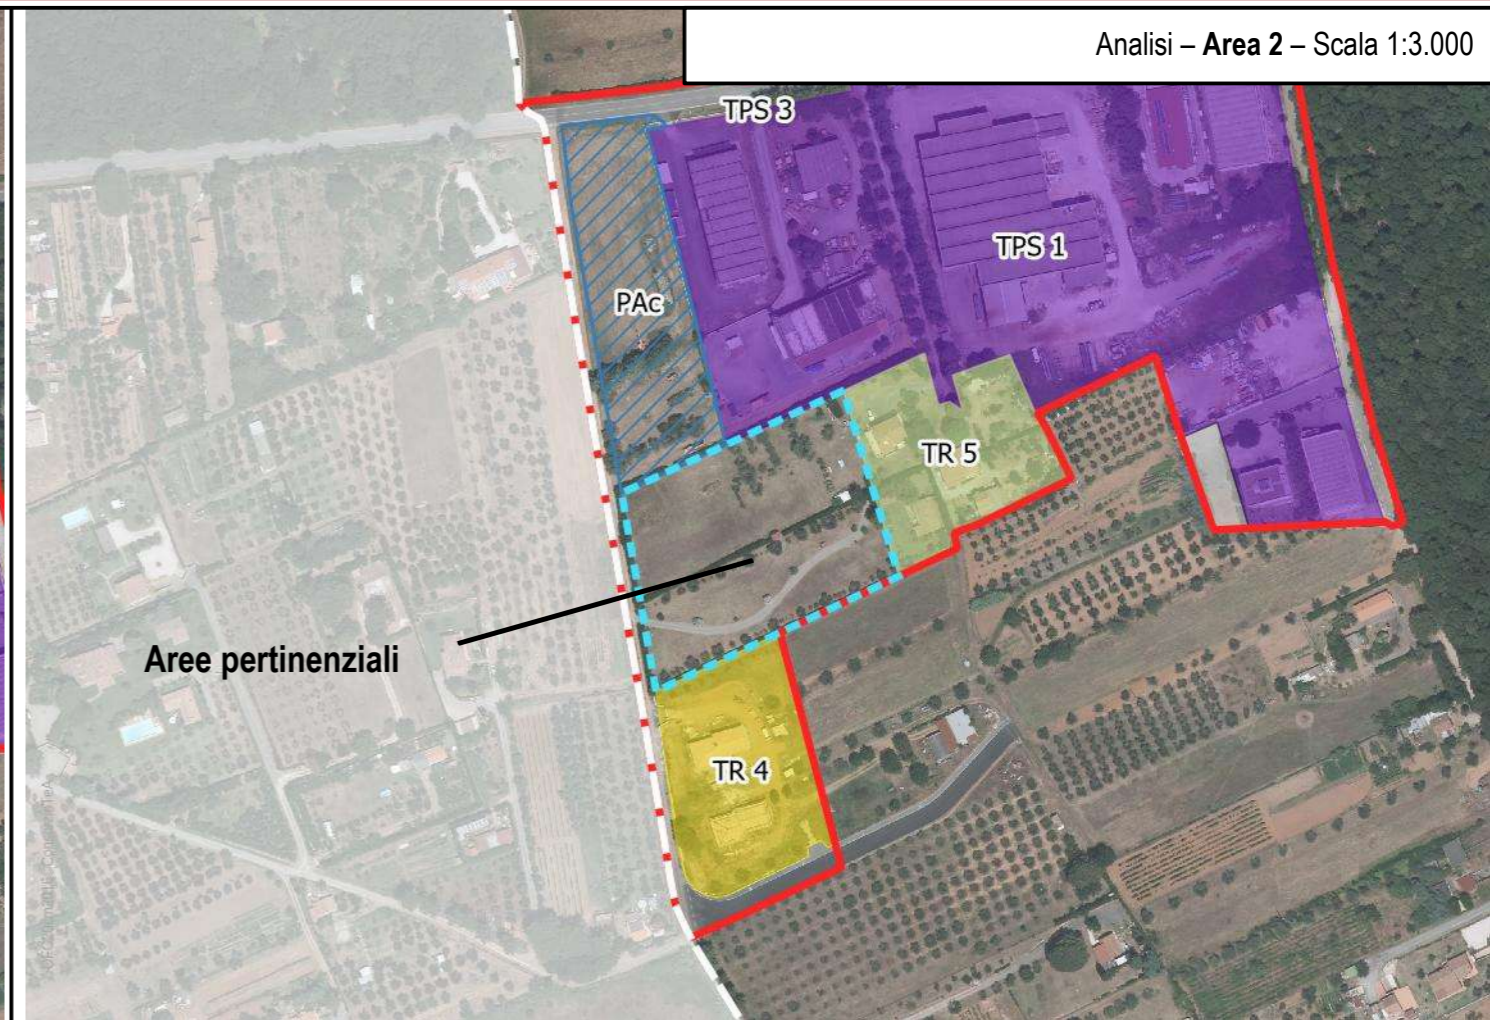 Analisi – Area 2 – Scala 1:3.000
TPS 3
TPS 1
PAc
TR 5
Aree pertinenziali
TR 4